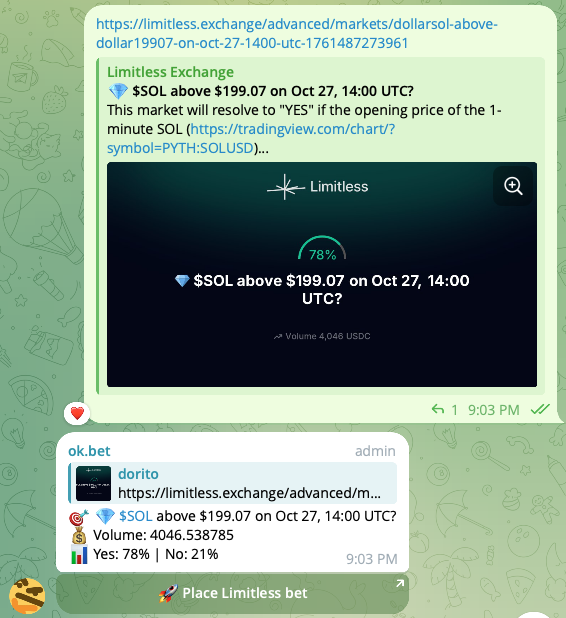 https://limitless.exchange/advanced/markets/dollarsol-above-
dollar19907-on-oct-27-1400-utc-1761487273961
Limitless Exchange
💎 $SOL above $199.07 on Oct 27, 14:00 UTC?
This market will resolve to "YES" if the opening price of the 1-
minute SOL (https://tradingview.com/chart/?
symbol=PYTH:SOLUSD)...
Limitless
78%
💎 $SOL above $199.07 on Oct 27, 14:00
UTC?
Volume 4,046 USDC
1 9:03 PM
ok.bet admin
dorito
https://limitless.exchange/advanced/m...
🎯 💎 $SOL above $199.07 on Oct 27, 14:00 UTC?
💰 Volume: 4046.538785
📊 Yes: 78% | No: 21%
9:03 PM
🚀 Place Limitless bet